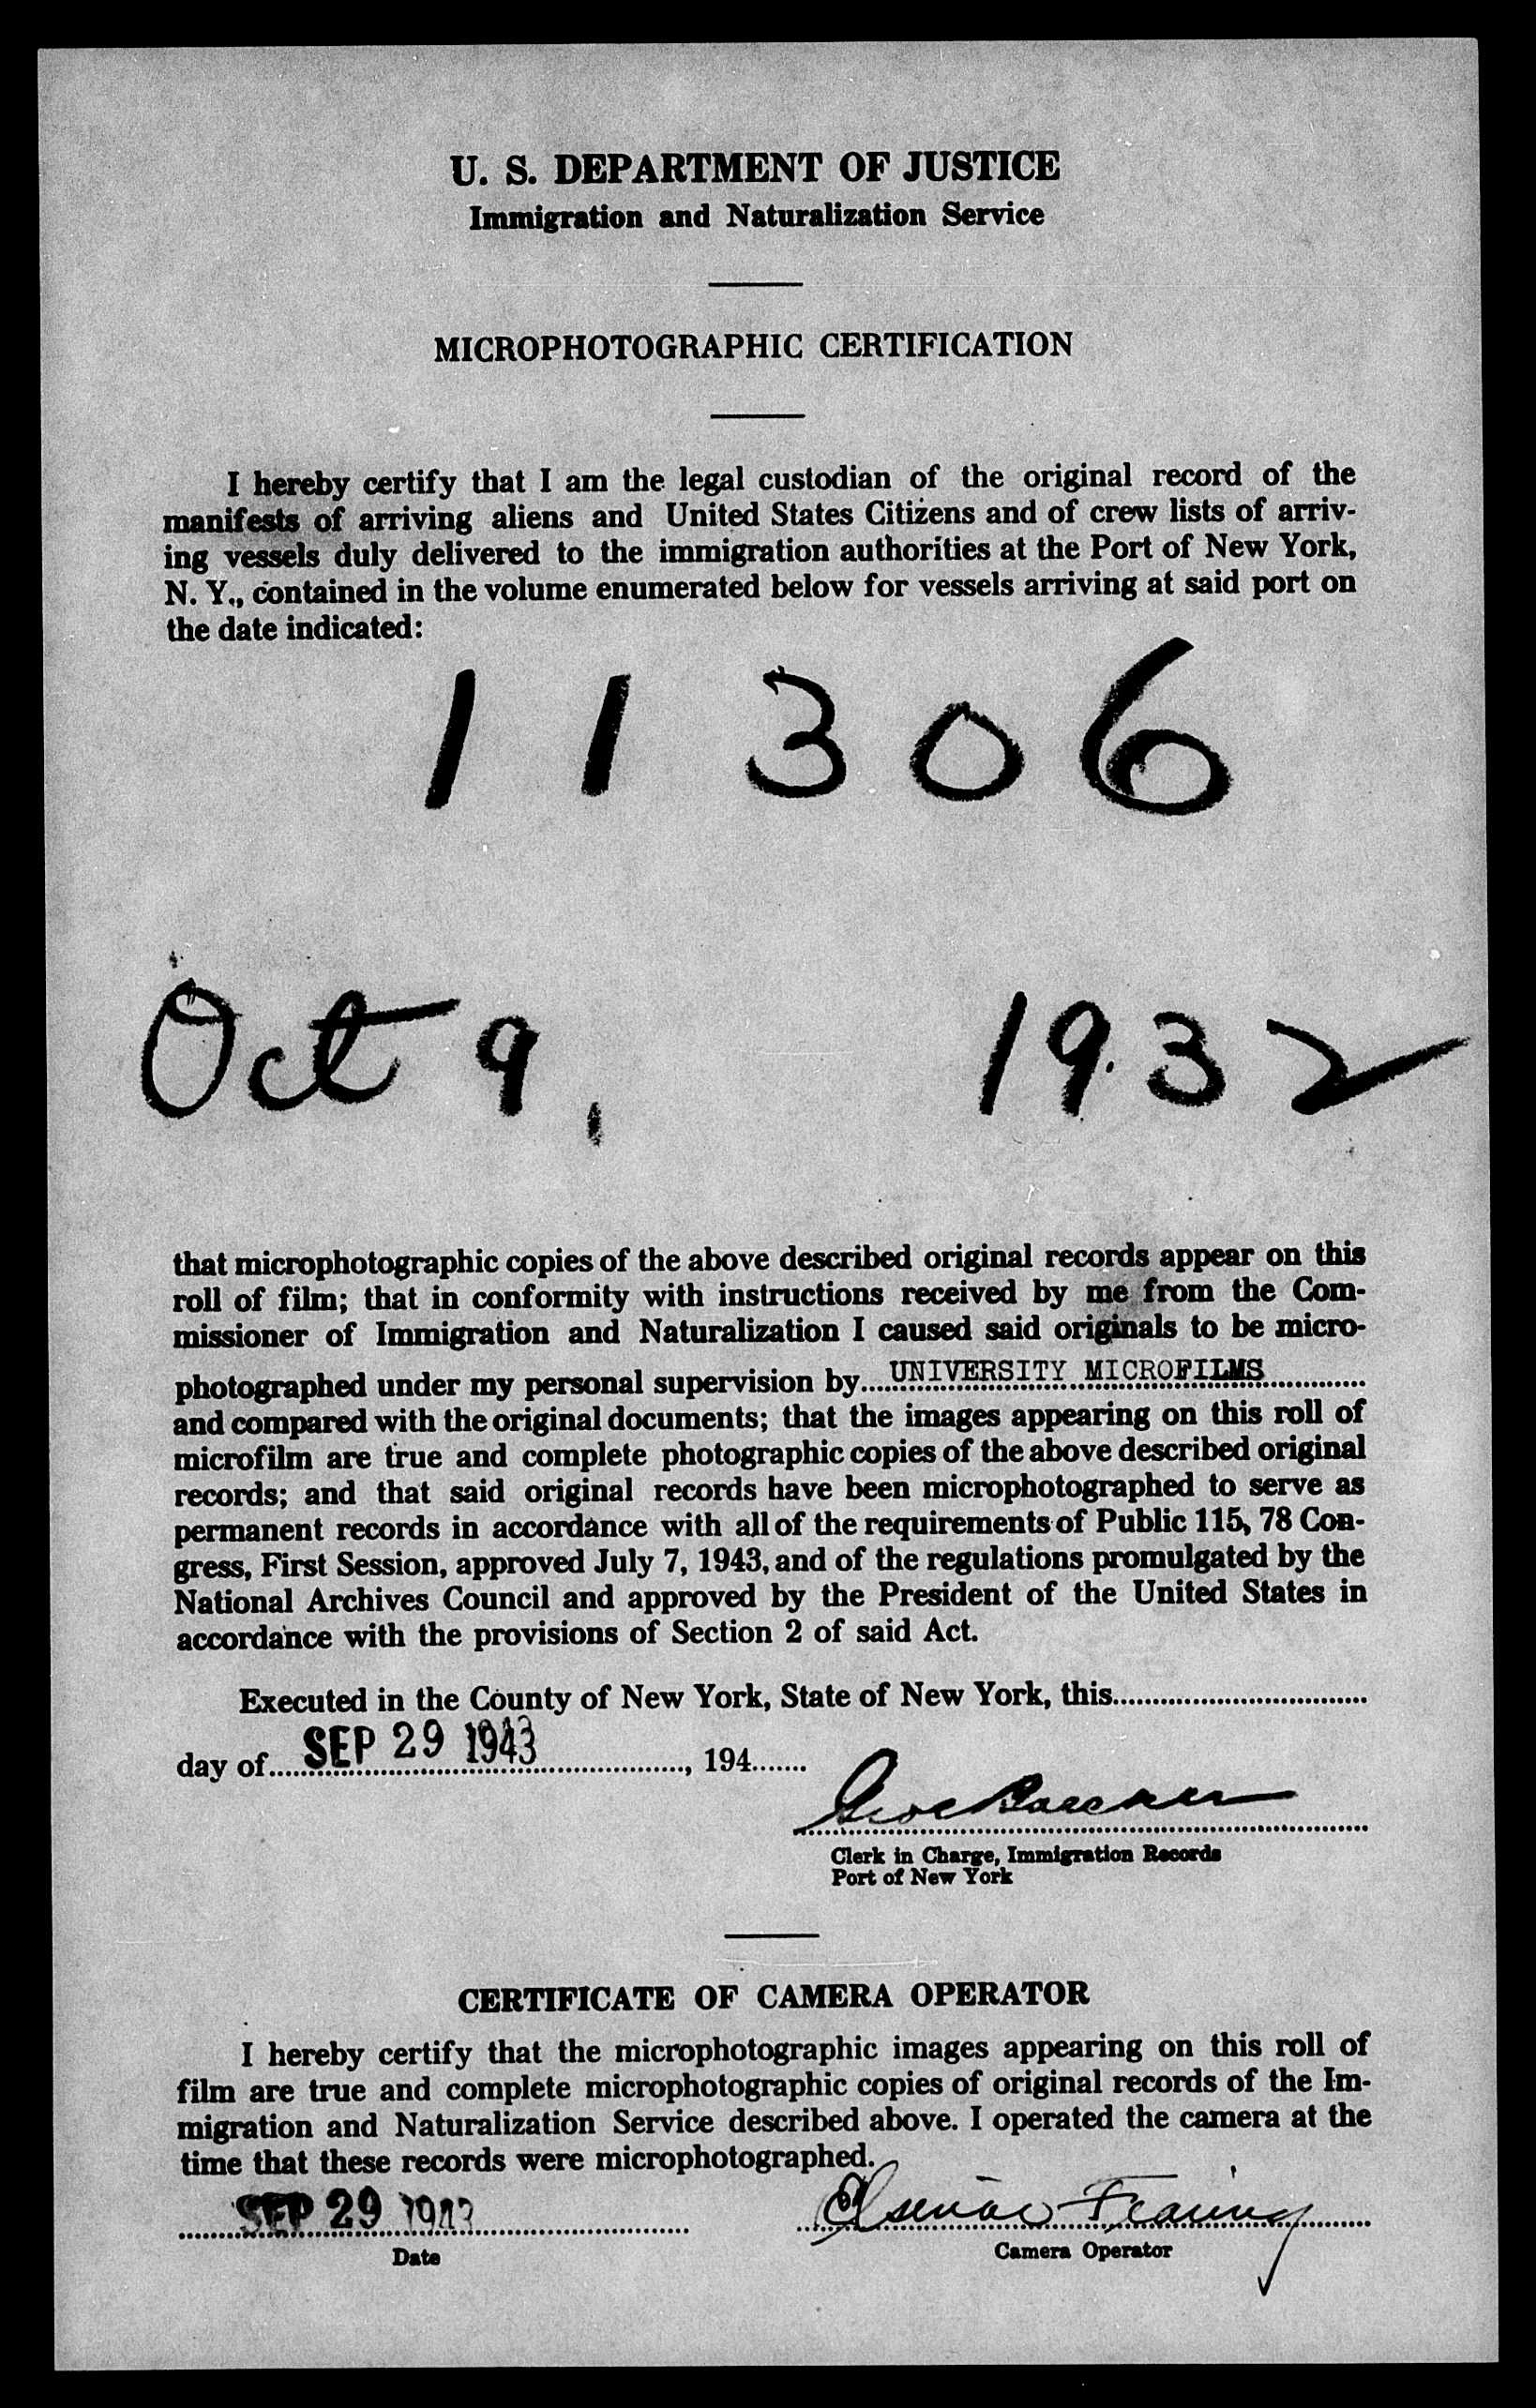 U. S. DEPARTMENT OF JUSTICE
Immigration and Naturalization Service
MICROPHOTOGRAPHIC CERTIFICATION
I hereby certify that I am the legal custodian of the original record of the
manifests of arriving aliens and United States Citizens and of crew lists of arriv-
ing vessels duly delivered to the immigration authorities at the Port of New York,
N. Y., contained in the volume enumerated below for vessels arriving at said port on
the date indicated:
11306
Oct 9, 1932
that microphotographic copies of the above described original records appear on this
roll of film; that in conformity with instructions received by me from the Com-
missioner of Immigration and Naturalization I caused said originals to be micro-
photographed under my personal supervision by UNIVERSITY MICROFILMS
and compared with the original documents; that the images appearing on this roll of
microfilm are true and complete photographic copies of the above described original
records; and that said original records have been microphotographed to serve as
permanent records in accordance with all of the requirements of Public 115, 78 Con-
gress, First Session, approved July 7, 1943, and of the regulations promulgated by the
National Archives Council and approved by the President of the United States in
accordance with the provisions of Section 2 of said Act.
Executed in the County of New York, State of New York, this
day of SEP 29 1943, 194
Clerk in Charge, Immigration Records
Port of New York
CERTIFICATE OF CAMERA OPERATOR
I hereby certify that the microphotographic images appearing on this roll of
film are true and complete microphotographic copies of original records of the Im-
migration and Naturalization Service described above. I operated the camera at the
time that these records were microphotographed.
SEP 29 1943
Date
Camera Operator